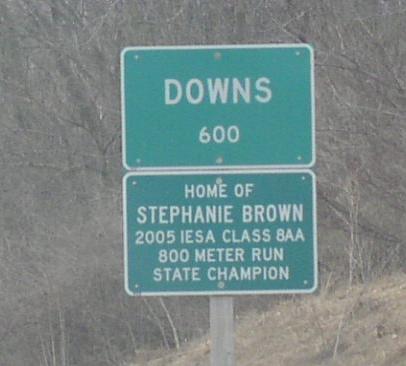 DOWNS
600
HOME OF
STEPHANIE BROWN
2005 IESA CLASS 8AA
800 METER RUN
STATE CHAMPION